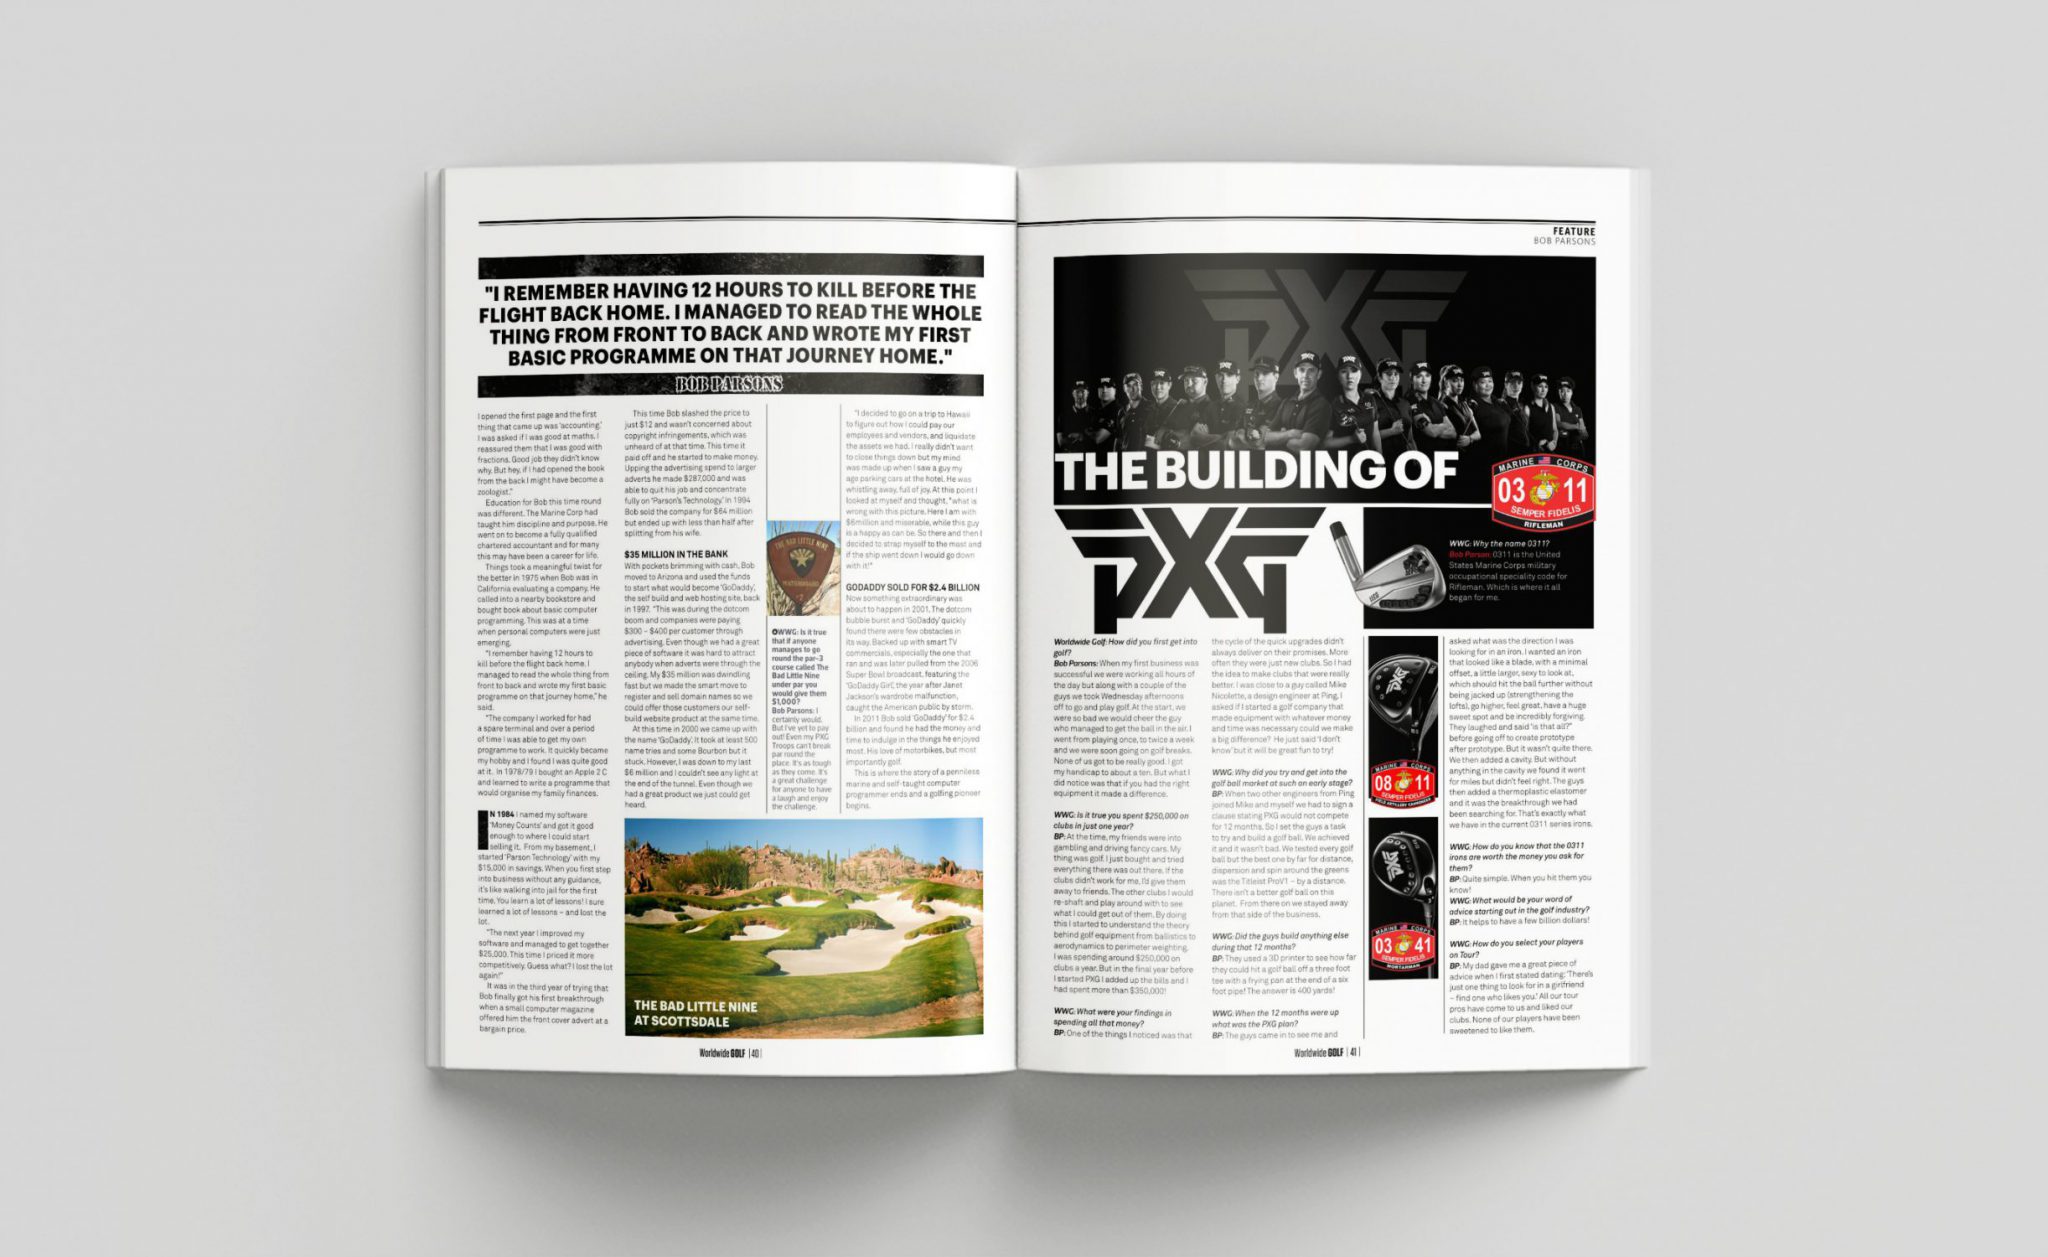 FEATURE
BOB PARSONS
"I REMEMBER HAVING 12 HOURS TO KILL BEFORE THE
FLIGHT BACK HOME. I MANAGED TO READ THE WHOLE
THING FROM FRONT TO BACK AND WROTE MY FIRST
BASIC PROGRAMME ON THAT JOURNEY HOME."
BOB PARSONS
I opened the first page and the first
thing that came up was 'accounting.'
I was asked if I was good at maths. I
reassured them that I was good with
fractions. Good job they didn't know
why. But hey, if I had opened the book
from the back I might have become a
zoologist."
Education for Bob this time round
was different. The Marine Corp had
taught him discipline and purpose. He
went on to become a fully qualified
chartered accountant and for many
this may have been a career for life.
Things took a meaningful twist for
the better in 1975 when Bob was in
California evaluating a company. He
called into a nearby bookstore and
bought book about basic computer
programming. This was at a time
when personal computers were just
emerging.
"I remember having 12 hours to
kill before the flight back home. I
managed to read the whole thing from
front to back and wrote my first basic
programme on that journey home," he
said.
"The company I worked for had
a spare terminal and over a period
of time I was able to get my own
programme to work. It quickly became
my hobby and I found I was quite good
at it. In 1978/79 I bought an Apple 2 C
and learned to write a programme that
would organise my family finances.
IN 1984 I named my software
'Money Counts' and got it good
enough to where I could start
selling it. From my basement, I
started 'Parson Technology' with my
$15,000 in savings. When you first step
into business without any guidance,
it's like walking into jail for the first
time. You learn a lot of lessons! I sure
learned a lot of lessons – and lost the
lot.
"The next year I improved my
software and managed to get together
$25,000. This time I priced it more
competitively. Guess what? I lost the lot
again!"
It was in the third year of trying that
Bob finally got his first breakthrough
when a small computer magazine
offered him the front cover advert at a
bargain price.
This time Bob slashed the price to
just $12 and wasn't concerned about
copyright infringements, which was
unheard of at that time. This time it
paid off and he started to make money.
Upping the advertising spend to larger
adverts he made $287,000 and was
able to quit his job and concentrate
fully on 'Parson's Technology.' In 1994
Bob sold the company for $64 million
but ended up with less than half after
splitting from his wife.
$35 MILLION IN THE BANK
With pockets brimming with cash, Bob
moved to Arizona and used the funds
to start what would become 'GoDaddy',
the self build and web hosting site, back
in 1997. "This was during the dotcom
boom and companies were paying
$300 – $400 per customer through
advertising. Even though we had a great
piece of software it was hard to attract
anybody when adverts were through the
ceiling. My $35 million was dwindling
fast but we made the smart move to
register and sell domain names so we
could offer those customers our self-
build website product at the same time.
At this time in 2000 we came up with
the name 'GoDaddy'. It took at least 500
name tries and some Bourbon but it
stuck. However, I was down to my last
$6 million and I couldn't see any light at
the end of the tunnel. Even though we
had a great product we just could get
heard.
THE BAD LITTLE NINE
WWG: Is it true
that if anyone
manages to go
round the par-3
course called The
Bad Little Nine
under par you
would give them
$1,000?
Bob Parsons: I
certainly would.
But I've yet to pay
out! Even my PXG
Troops can't break
par round the
place. It's as tough
as they come. It's
a great challenge
for anyone to have
a laugh and enjoy
the challenge.
"I decided to go on a trip to Hawaii
to figure out how I could pay our
employees and vendors, and liquidate
the assets we had. I really didn't want
to close things down but my mind
was made up when I saw a guy my
age parking cars at the hotel. He was
whistling away, full of joy. At this point I
looked at myself and thought, "what is
wrong with this picture. Here I am with
$6million and miserable, while this guy
is a happy as can be. So there and then I
decided to strap myself to the mast and
if the ship went down I would go down
with it!"
GODADDY SOLD FOR $2.4 BILLION
Now something extraordinary was
about to happen in 2001. The dotcom
bubble burst and 'GoDaddy' quickly
found there were few obstacles in
its way. Backed up with smart TV
commercials, especially the one that
ran and was later pulled from the 2006
Super Bowl broadcast, featuring the
'GoDaddy Girl', the year after Janet
Jackson's wardrobe malfunction,
caught the American public by storm.
In 2011 Bob sold 'GoDaddy' for $2.4
billion and found he had the money and
time to indulge in the things he enjoyed
most. His love of motorbikes, but most
importantly golf.
This is where the story of a penniless
marine and self-taught computer
programmer ends and a golfing pioneer
begins.
THE BAD LITTLE NINE
AT SCOTTSDALE
Worldwide GOLF | 40 |
PXG
THE BUILDING OF
PXG
MARINE CORPS
03 11
SEMPER FIDELIS
RIFLEMAN
WWG: Why the name 0311?
Bob Parson: 0311 is the United
States Marine Corps military
occupational speciality code for
Rifleman. Which is where it all
began for me.
Worldwide Golf: How did you first get into
golf?
Bob Parsons: When my first business was
successful we were working all hours of
the day but along with a couple of the
guys we took Wednesday afternoons
off to go and play golf. At the start, we
were so bad we would cheer the guy
who managed to get the ball in the air. I
went from playing once, to twice a week
and we were soon going on golf breaks.
None of us got to be really good. I got
my handicap to about a ten. But what I
did notice was that if you had the right
equipment it made a difference.
WWG: Is it true you spent $250,000 on
clubs in just one year?
BP: At the time, my friends were into
gambling and driving fancy cars. My
thing was golf. I just bought and tried
everything there was out there. If the
clubs didn't work for me, I'd give them
away to friends. The other clubs I would
re-shaft and play around with to see
what I could get out of them. By doing
this I started to understand the theory
behind golf equipment from ballistics to
aerodynamics to perimeter weighting.
I was spending around $250,000 on
clubs a year. But in the final year before
I started PXG I added up the bills and I
had spent more than $350,000!
WWG: What were your findings in
spending all that money?
BP: One of the things I noticed was that
the cycle of the quick upgrades didn't
always deliver on their promises. More
often they were just new clubs. So I had
the idea to make clubs that were really
better. I was close to a guy called Mike
Nicolette, a design engineer at Ping, I
asked if I started a golf company that
made equipment with whatever money
and time was necessary could we make
a big difference? He just said 'I don't
know' but it will be great fun to try!
WWG: Why did you try and get into the
golf ball market at such on early stage?
BP: When two other engineers from Ping
joined Mike and myself we had to sign a
clause stating PXG would not compete
for 12 months. So I set the guys a task
to try and build a golf ball. We achieved
it and it wasn't bad. We tested every golf
ball but the best one by far for distance,
dispersion and spin around the greens
was the Titleist ProV1 – by a distance.
There isn't a better golf ball on this
planet. From there on we stayed away
from that side of the business.
WWG: Did the guys build anything else
during that 12 months?
BP: They used a 3D printer to see how far
they could hit a golf ball off a three foot
tee with a frying pan at the end of a six
foot pipe! The answer is 400 yards!
WWG: When the 12 months were up
what was the PXG plan?
BP: The guys came in to see me and
PXG
MARINE CORPS
08 11
SEMPER FIDELIS
FIELD ARTILLERY CANNONEER
PXG
MARINE CORPS
03 41
SEMPER FIDELIS
MORTARMAN
asked what was the direction I was
looking for in an iron. I wanted an iron
that looked like a blade, with a minimal
offset, a little larger, sexy to look at,
which should hit the ball further without
being jacked up (strengthening the
lofts), go higher, feel great, have a huge
sweet spot and be incredibly forgiving.
They laughed and said 'is that all?'
before going off to create prototype
after prototype. But it wasn't quite there.
We then added a cavity. But without
anything in the cavity we found it went
for miles but didn't feel right. The guys
then added a thermoplastic elastomer
and it was the breakthrough we had
been searching for. That's exactly what
we have in the current 0311 series irons.
WWG: How do you know that the 0311
irons are worth the money you ask for
them?
BP: Quite simple. When you hit them you
know!
WWG: What would be your word of
advice starting out in the golf industry?
BP: It helps to have a few billion dollars!
WWG: How do you select your players
on Tour?
BP: My dad gave me a great piece of
advice when I first stated dating: 'There's
just one thing to look for in a girlfriend
– find one who likes you.' All our tour
pros have come to us and liked our
clubs. None of our players have been
sweetened to like them.
Worldwide GOLF | 41 |